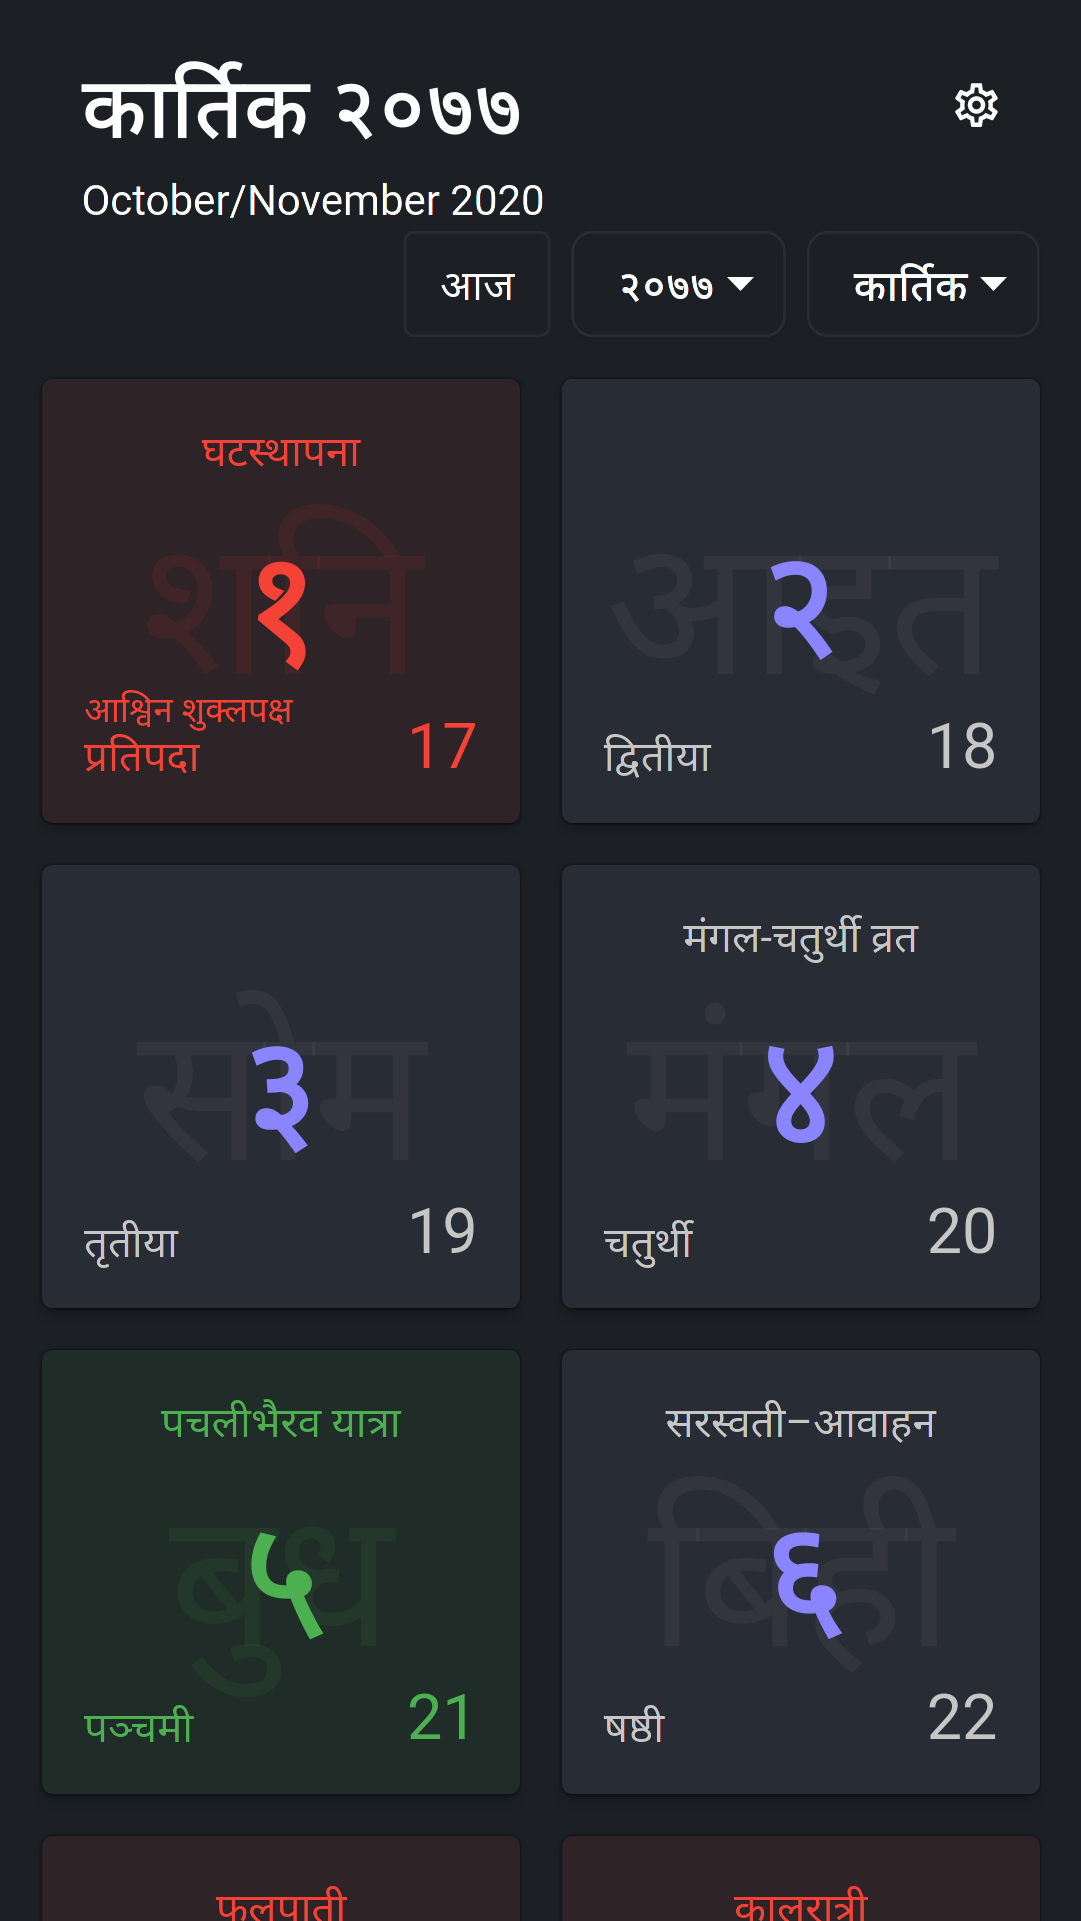 कार्तिक २०७७
October/November 2020
आज
२०७७
कार्तिक
घटस्थापना
शनि
१
आश्विन शुक्लपक्ष
प्रतिपदा
17
आइत
२
द्वितीया
18
सोम
३
तृतीया
19
मंगल-चतुर्थी व्रत
मंगल
४
चतुर्थी
20
पचलीभैरव यात्रा
बुध
५
पञ्चमी
21
सरस्वती–आवाहन
बिही
६
षष्ठी
22
फूलपाती
कालरात्री